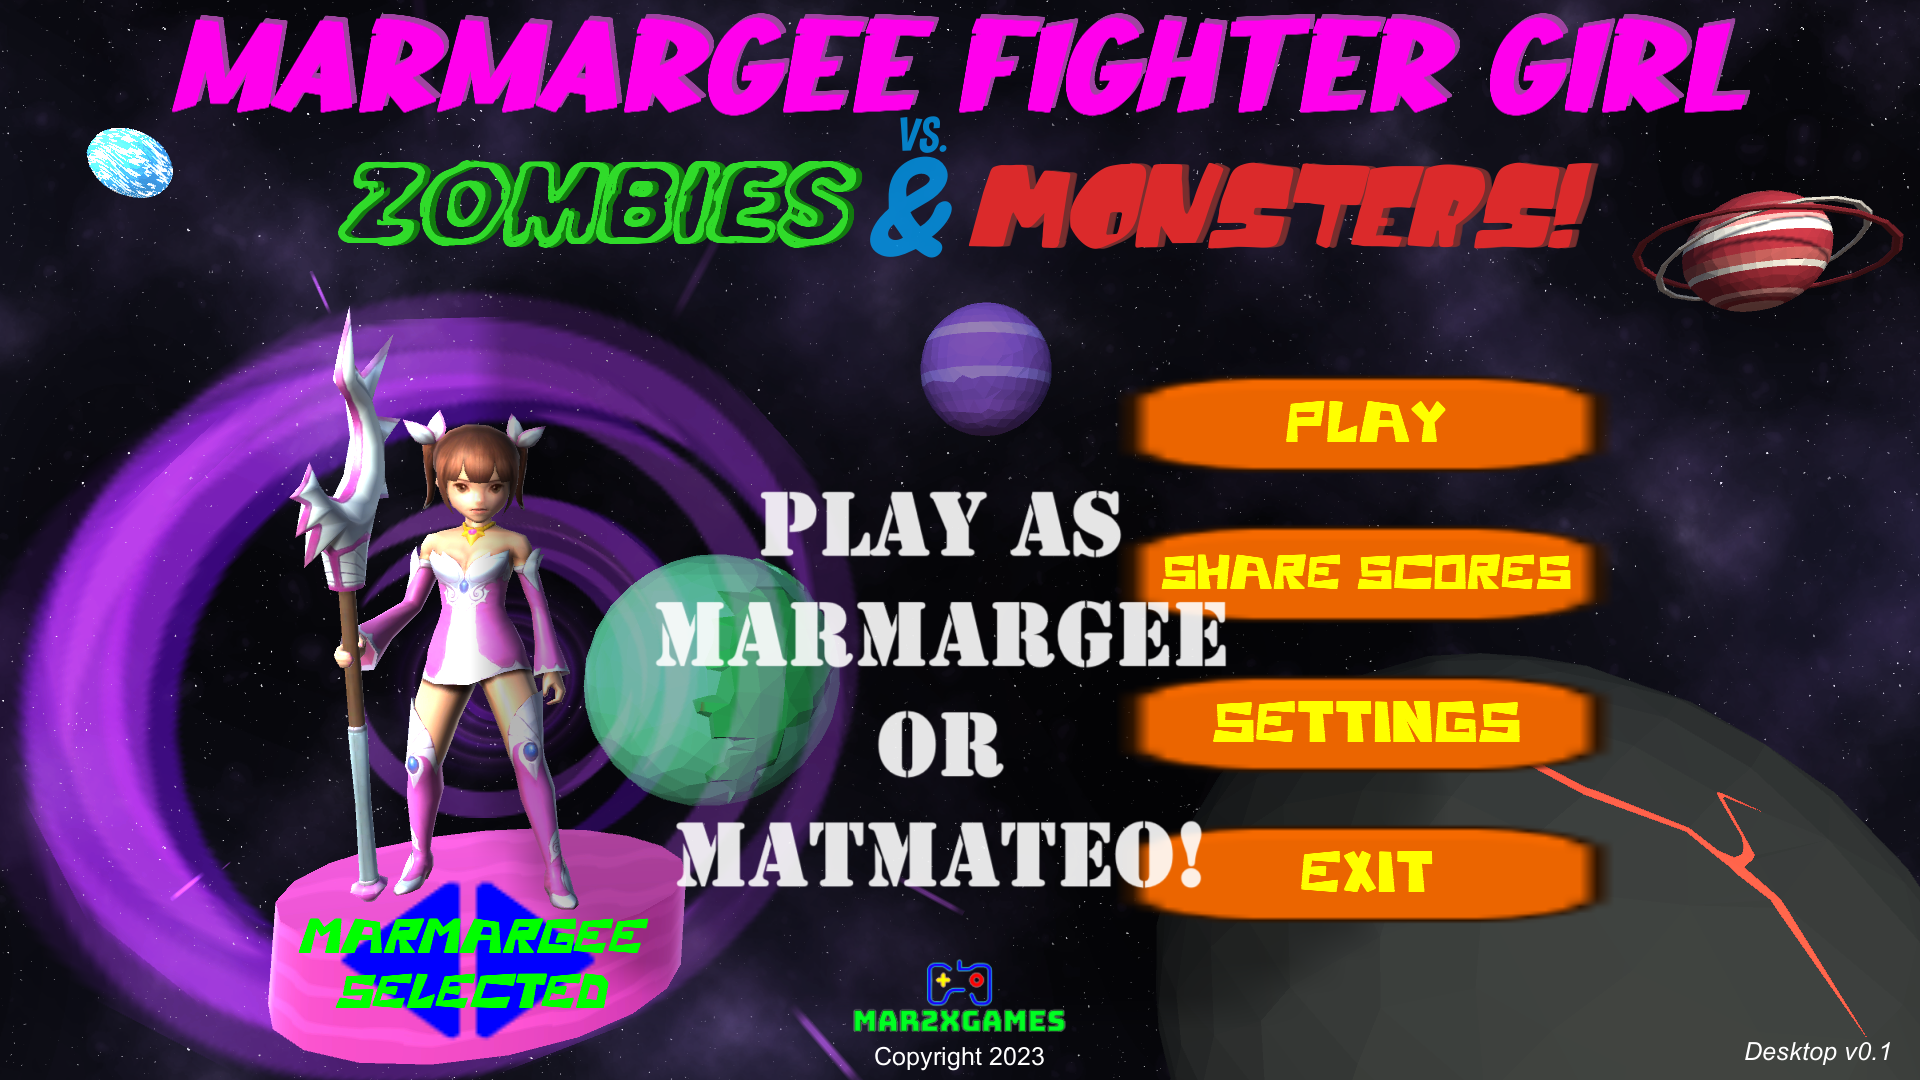 MARMARGEE FIGHTER GIRL
VS.
ZOMBIES & MONSTERS!
PLAY AS
MARMARGEE
OR
MATMATEO!
PLAY
SHARE SCORES
SETTINGS
EXIT
MARMARGEE
SELECTED
MAR2XGAMES
Copyright 2023
Desktop v0.1